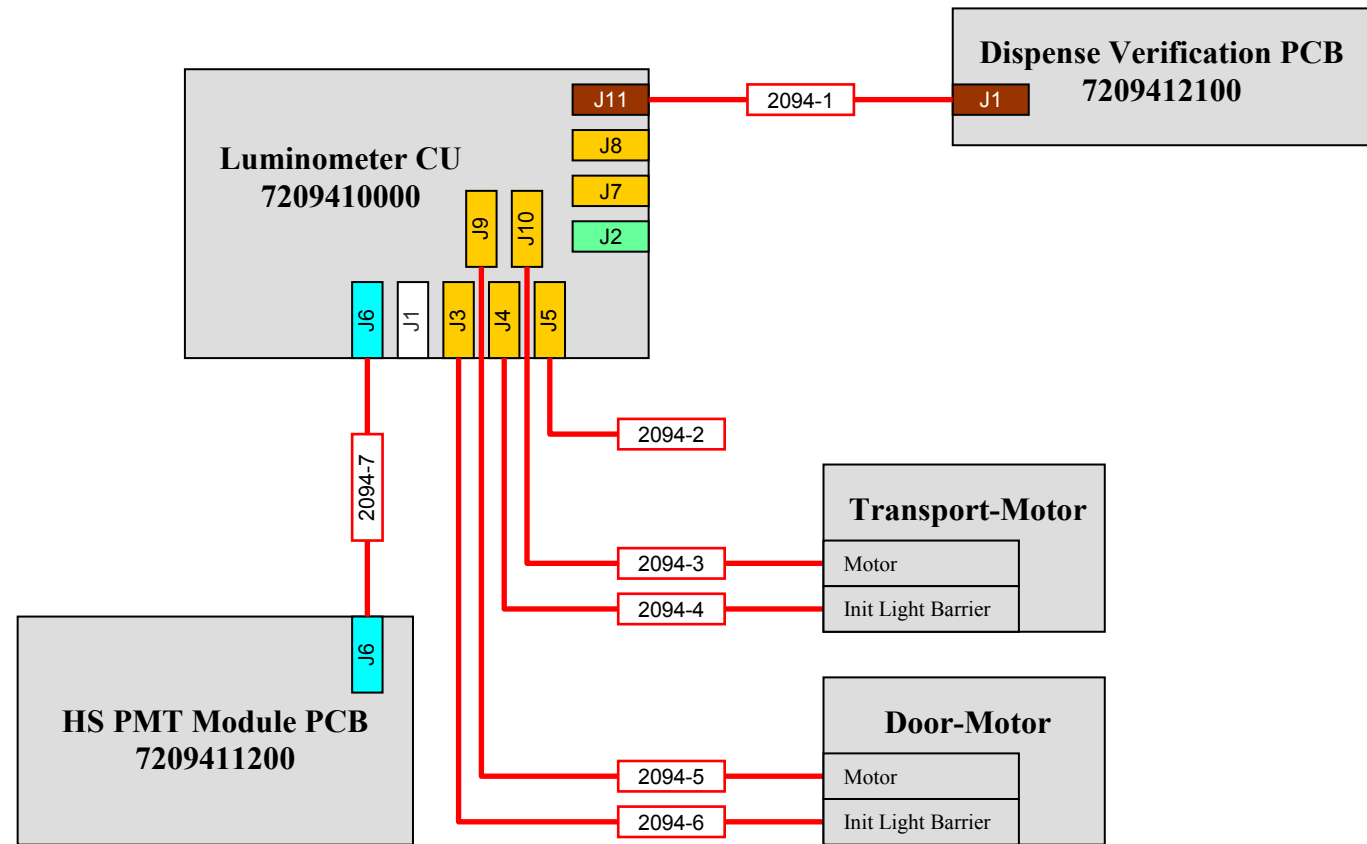 Dispense Verification PCB
7209412100
J1
2094-1
J11
J8
J7
J2
Luminometer CU
7209410000
J9
J10
J6
J1
J3
J4
J5
2094-2
2094-7
Transport-Motor
2094-3
Motor
2094-4
Init Light Barrier
J6
HS PMT Module PCB
7209411200
Door-Motor
2094-5
Motor
2094-6
Init Light Barrier